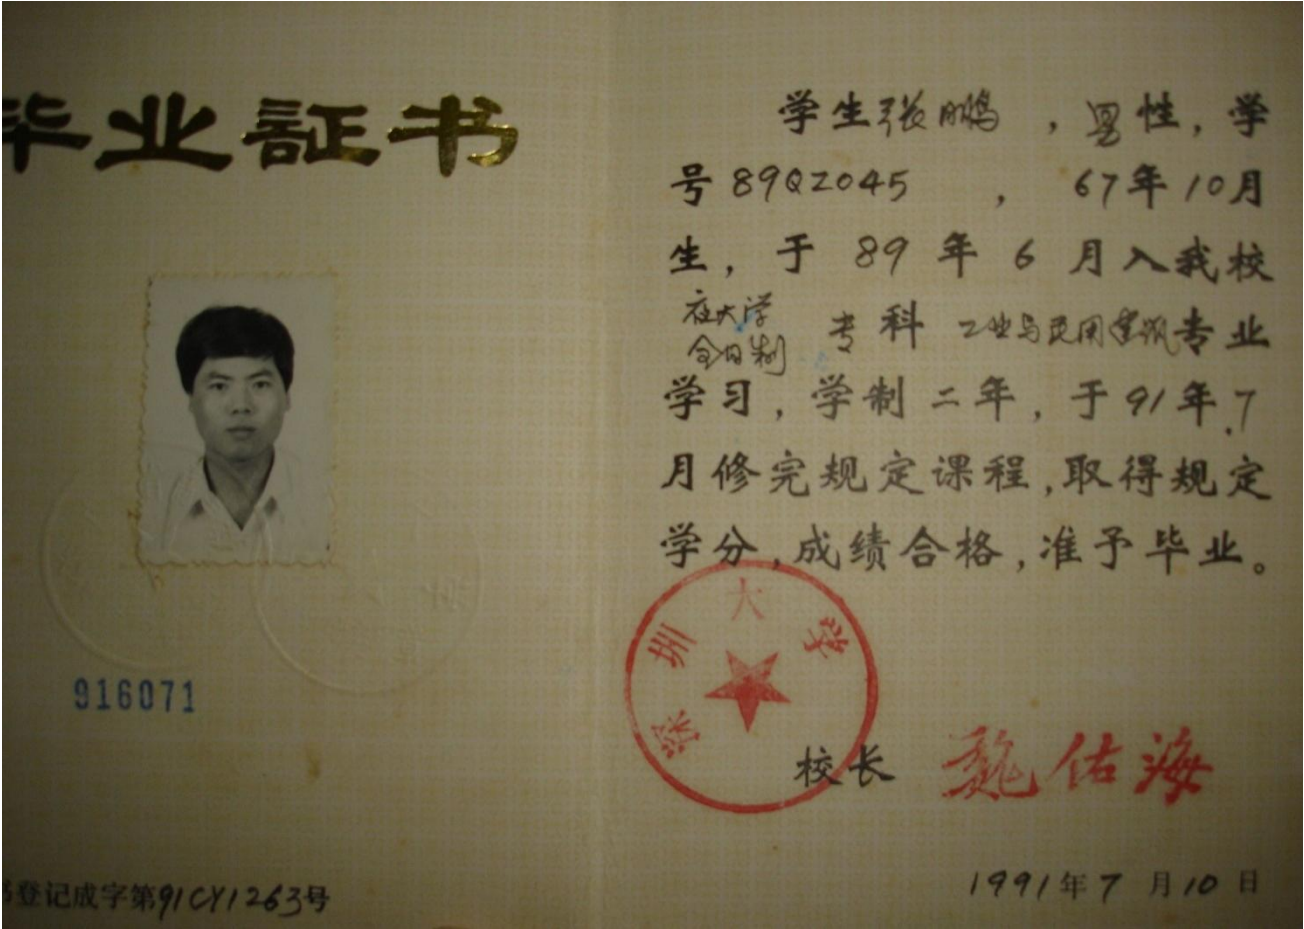 毕业証书
916071
书登记成字第91CY1263号
学生张鹏，男性，学
号89QZ045，67年10月
生，于89年6月入我校
在大学
全日制
专科 工业与民用建筑专业
学习，学制二年，于91年7
月修完规定课程，取得规定
学分，成绩合格，准予毕业。
深圳大学
校长 魏佑海
1991年7月10日